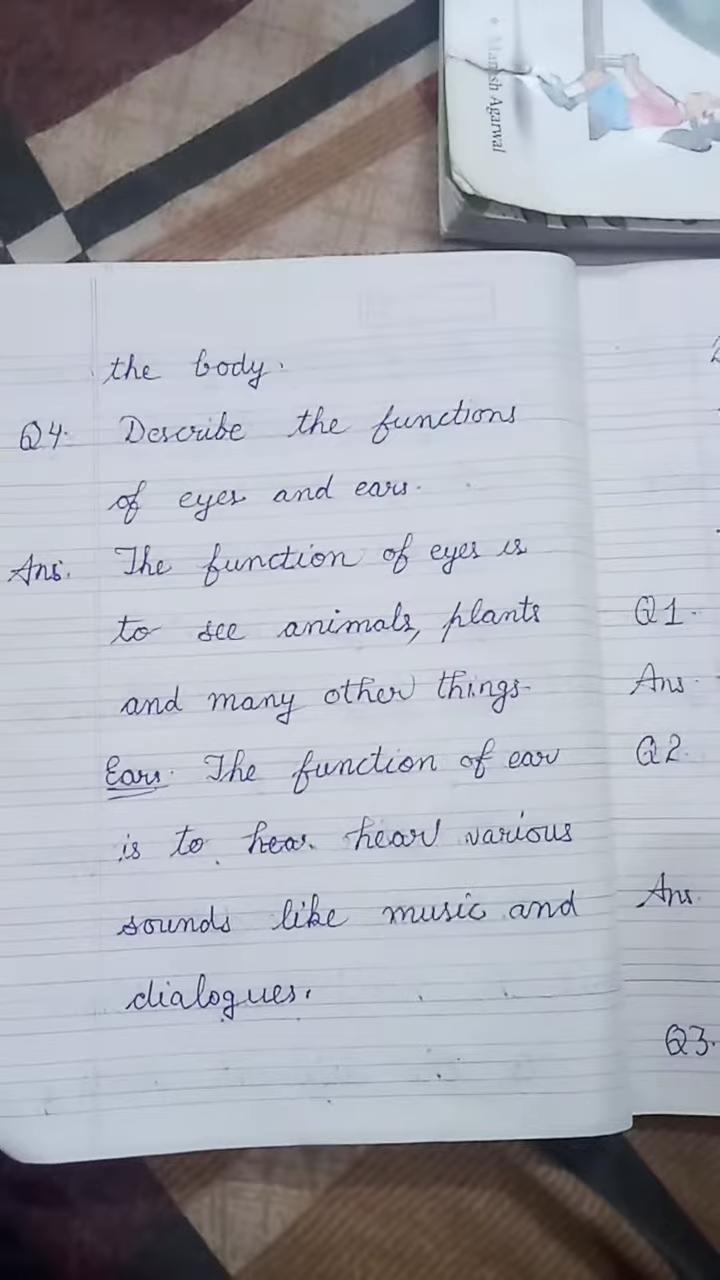 • Manish Agarwal
the body.
Q4. Describe the functions
of eyes and ears.
Ans. The function of eyes is
to see animals, plants
and many other things.
Ears. The function of ear
is to hear hear various
sounds like music and
dialogues.
Q1.
Ans.
Q2.
Ans.
Q3.